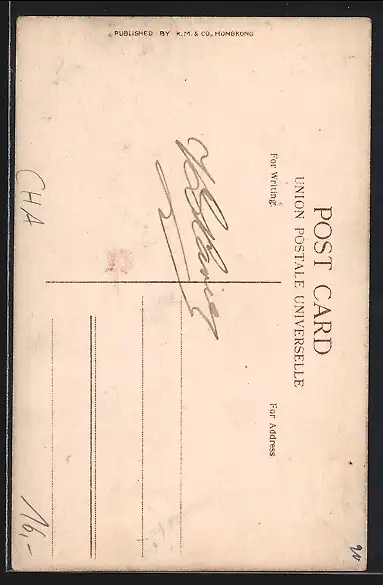 PUBLISHED BY K.M. & CO., HONGKONG
POST CARD
UNION POSTALE UNIVERSELLE
For Writing.
For Address.
CHA
16,-